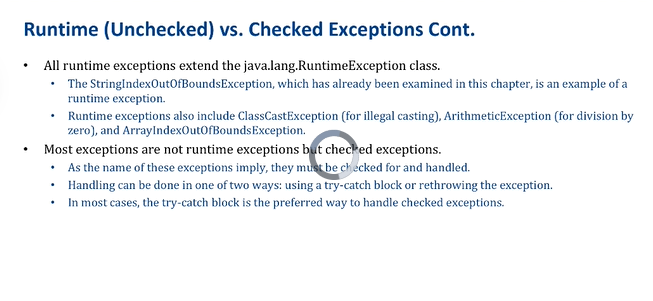 Runtime (Unchecked) vs. Checked Exceptions Cont.
• All runtime exceptions extend the java.lang.RuntimeException class.
• The StringIndexOutOfBoundsException, which has already been examined in this chapter, is an example of a
runtime exception.
• Runtime exceptions also include ClassCastException (for illegal casting), ArithmeticException (for division by
zero), and ArrayIndexOutOfBoundsException.
• Most exceptions are not runtime exceptions but checked exceptions.
• As the name of these exceptions imply, they must be checked for and handled.
• Handling can be done in one of two ways: using a try-catch block or rethrowing the exception.
• In most cases, the try-catch block is the preferred way to handle checked exceptions.